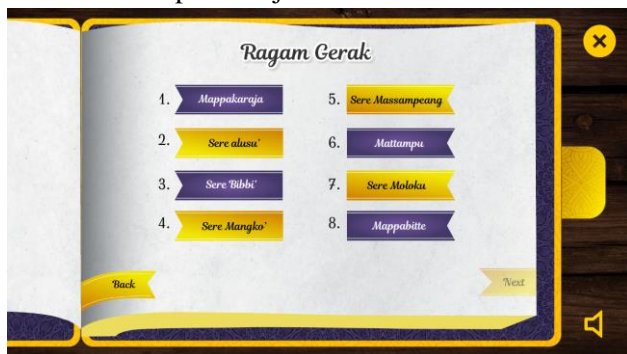 Ragam Gerak
1. Mappakaraja
2. Sere alusu'
3. Sere Bibbi'
4. Sere Mangko'
5. Sere Massampeang
6. Mattampu
7. Sere Moloku
8. Mappabitte
Back
Next